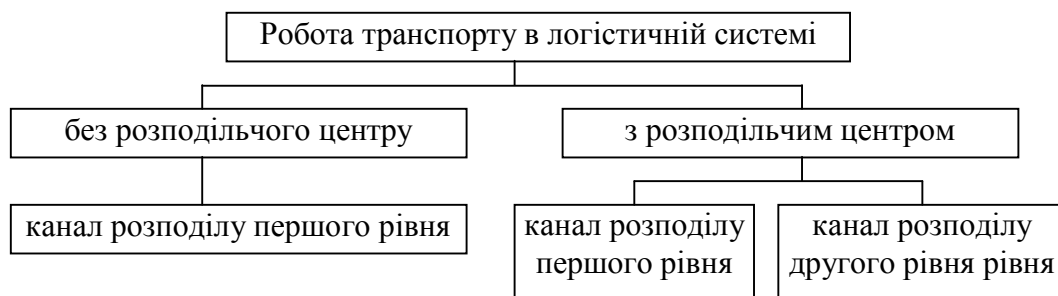 Робота транспорту в логістичній системі
без розподільчого центру
з розподільчим центром
канал розподілу першого рівня
канал розподілу
першого рівня
канал розподілу
другого рівня рівня